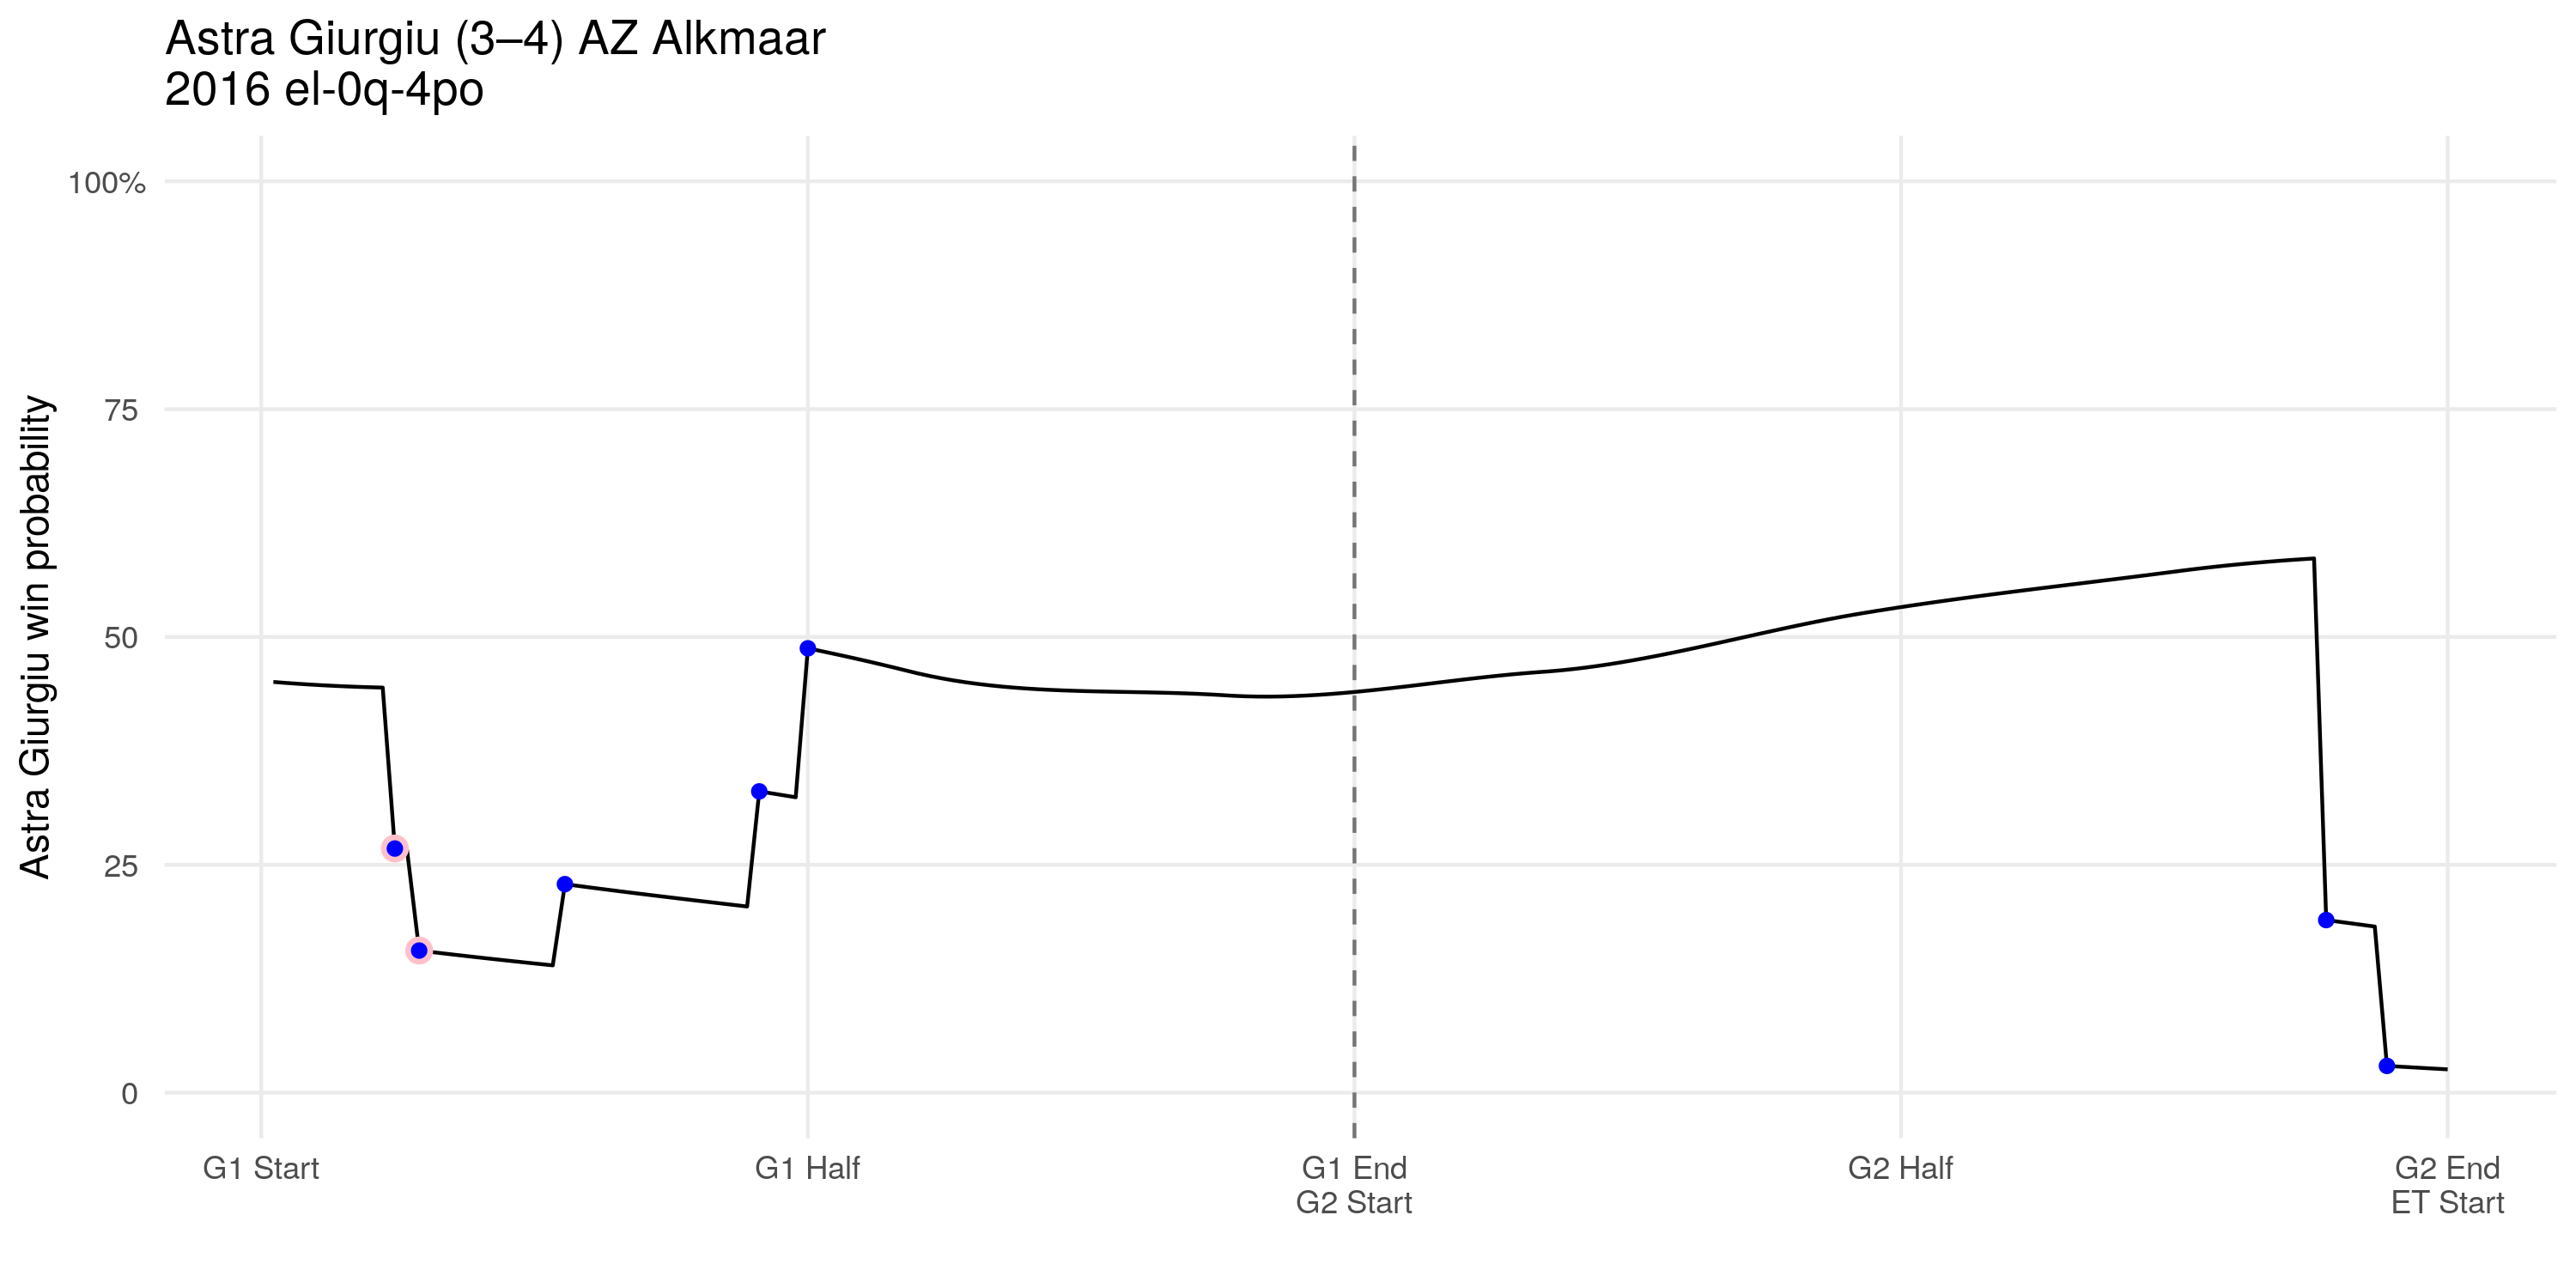 Astra Giurgiu (3–4) AZ Alkmaar
2016 el-0q-4po
Astra Giurgiu win probability
100%
75
50
25
0
G1 Start
G1 Half
G1 End
G2 Start
G2 Half
G2 End
ET Start